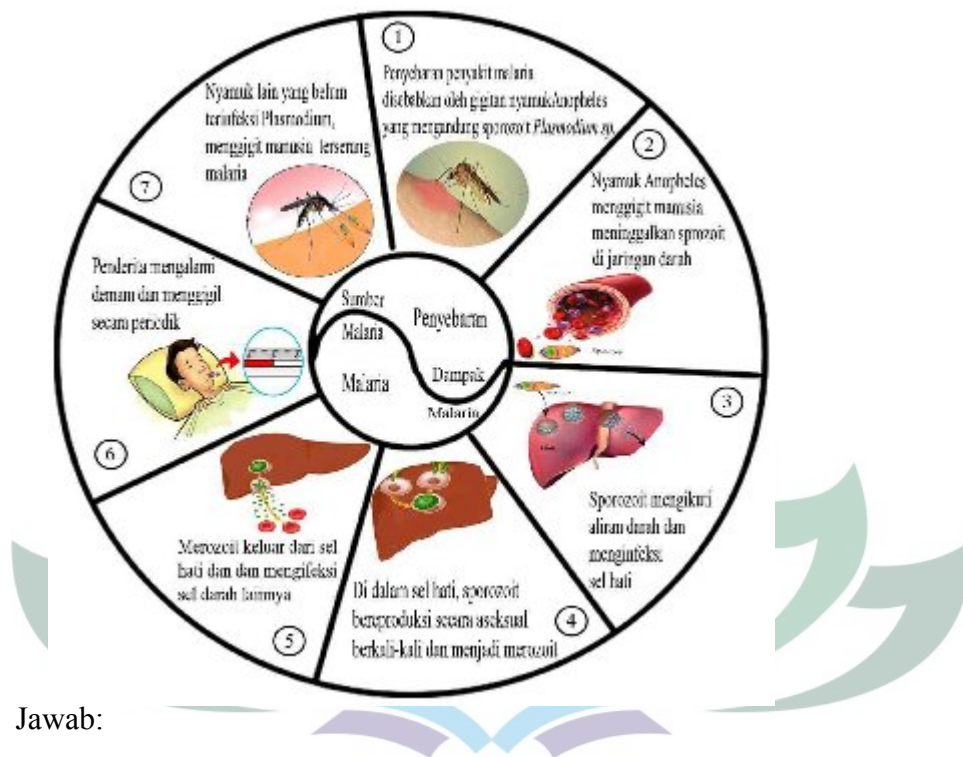 1
Penyebaran penyakit malaria
disebabkan oleh gigitan nyamuk Anopheles
yang mengandung sporozoit Plasmodium sp.
2
Nyamuk Anopheles
menggigit manusia
meninggalkan sprozoit
di jaringan darah
3
Sporozoit mengikuti
aliran darah dan
menginfeksi
sel hati
4
Di dalam sel hati, sporozoit
bereproduksi secara aseksual
berkali-kali dan menjadi merozoit
5
Merozoit keluar dari sel
hati dan dan mengifeksi
sel darah lainnya
6
Penderita mengalami
demam dan menggigil
secara periodik
7
Nyamuk lain yang belum
terinfeksi Plasmodium,
menggigit manusia terserang
malaria
Sumber
Malaria
Penyebaran
Malaria
Dampak
Malaria
Jawab: